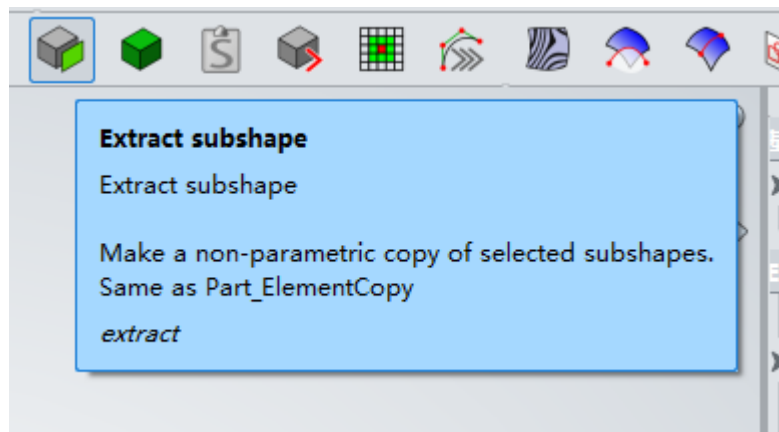 Extract subshape
Extract subshape
Make a non-parametric copy of selected subshapes.
Same as Part_ElementCopy
extract